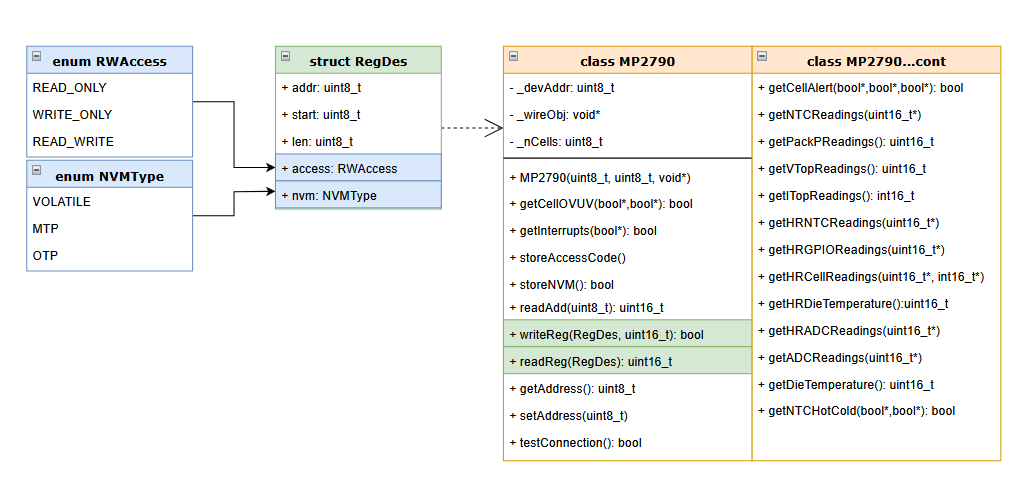 enum RWAccess
READ_ONLY
WRITE_ONLY
READ_WRITE
enum NVMType
VOLATILE
MTP
OTP
struct RegDes
+ addr: uint8_t
+ start: uint8_t
+ len: uint8_t
+ access: RWAccess
+ nvm: NVMType
class MP2790
- _devAddr: uint8_t
- _wireObj: void*
- _nCells: uint8_t
+ MP2790(uint8_t, uint8_t, void*)
+ getCellOVUV(bool*,bool*): bool
+ getInterrupts(bool*): bool
+ storeAccessCode()
+ storeNVM(): bool
+ readAdd(uint8_t): uint16_t
+ writeReg(RegDes, uint16_t): bool
+ readReg(RegDes): uint16_t
+ getAddress(): uint8_t
+ setAddress(uint8_t)
+ testConnection(): bool
class MP2790...cont
+ getCellAlert(bool*,bool*,bool*): bool
+ getNTCReadings(uint16_t*)
+ getPackPReadings(): uint16_t
+ getVTopReadings(): uint16_t
+ getITopReadings(): int16_t
+ getHRNTCReadings(uint16_t*)
+ getHRGPIOReadings(uint16_t*)
+ getHRCellReadings(uint16_t*, int16_t*)
+ getHRDieTemperature():uint16_t
+ getHRADCReadings(uint16_t*)
+ getADCReadings(uint16_t*)
+ getDieTemperature(): uint16_t
+ getNTCHotCold(bool*,bool*): bool